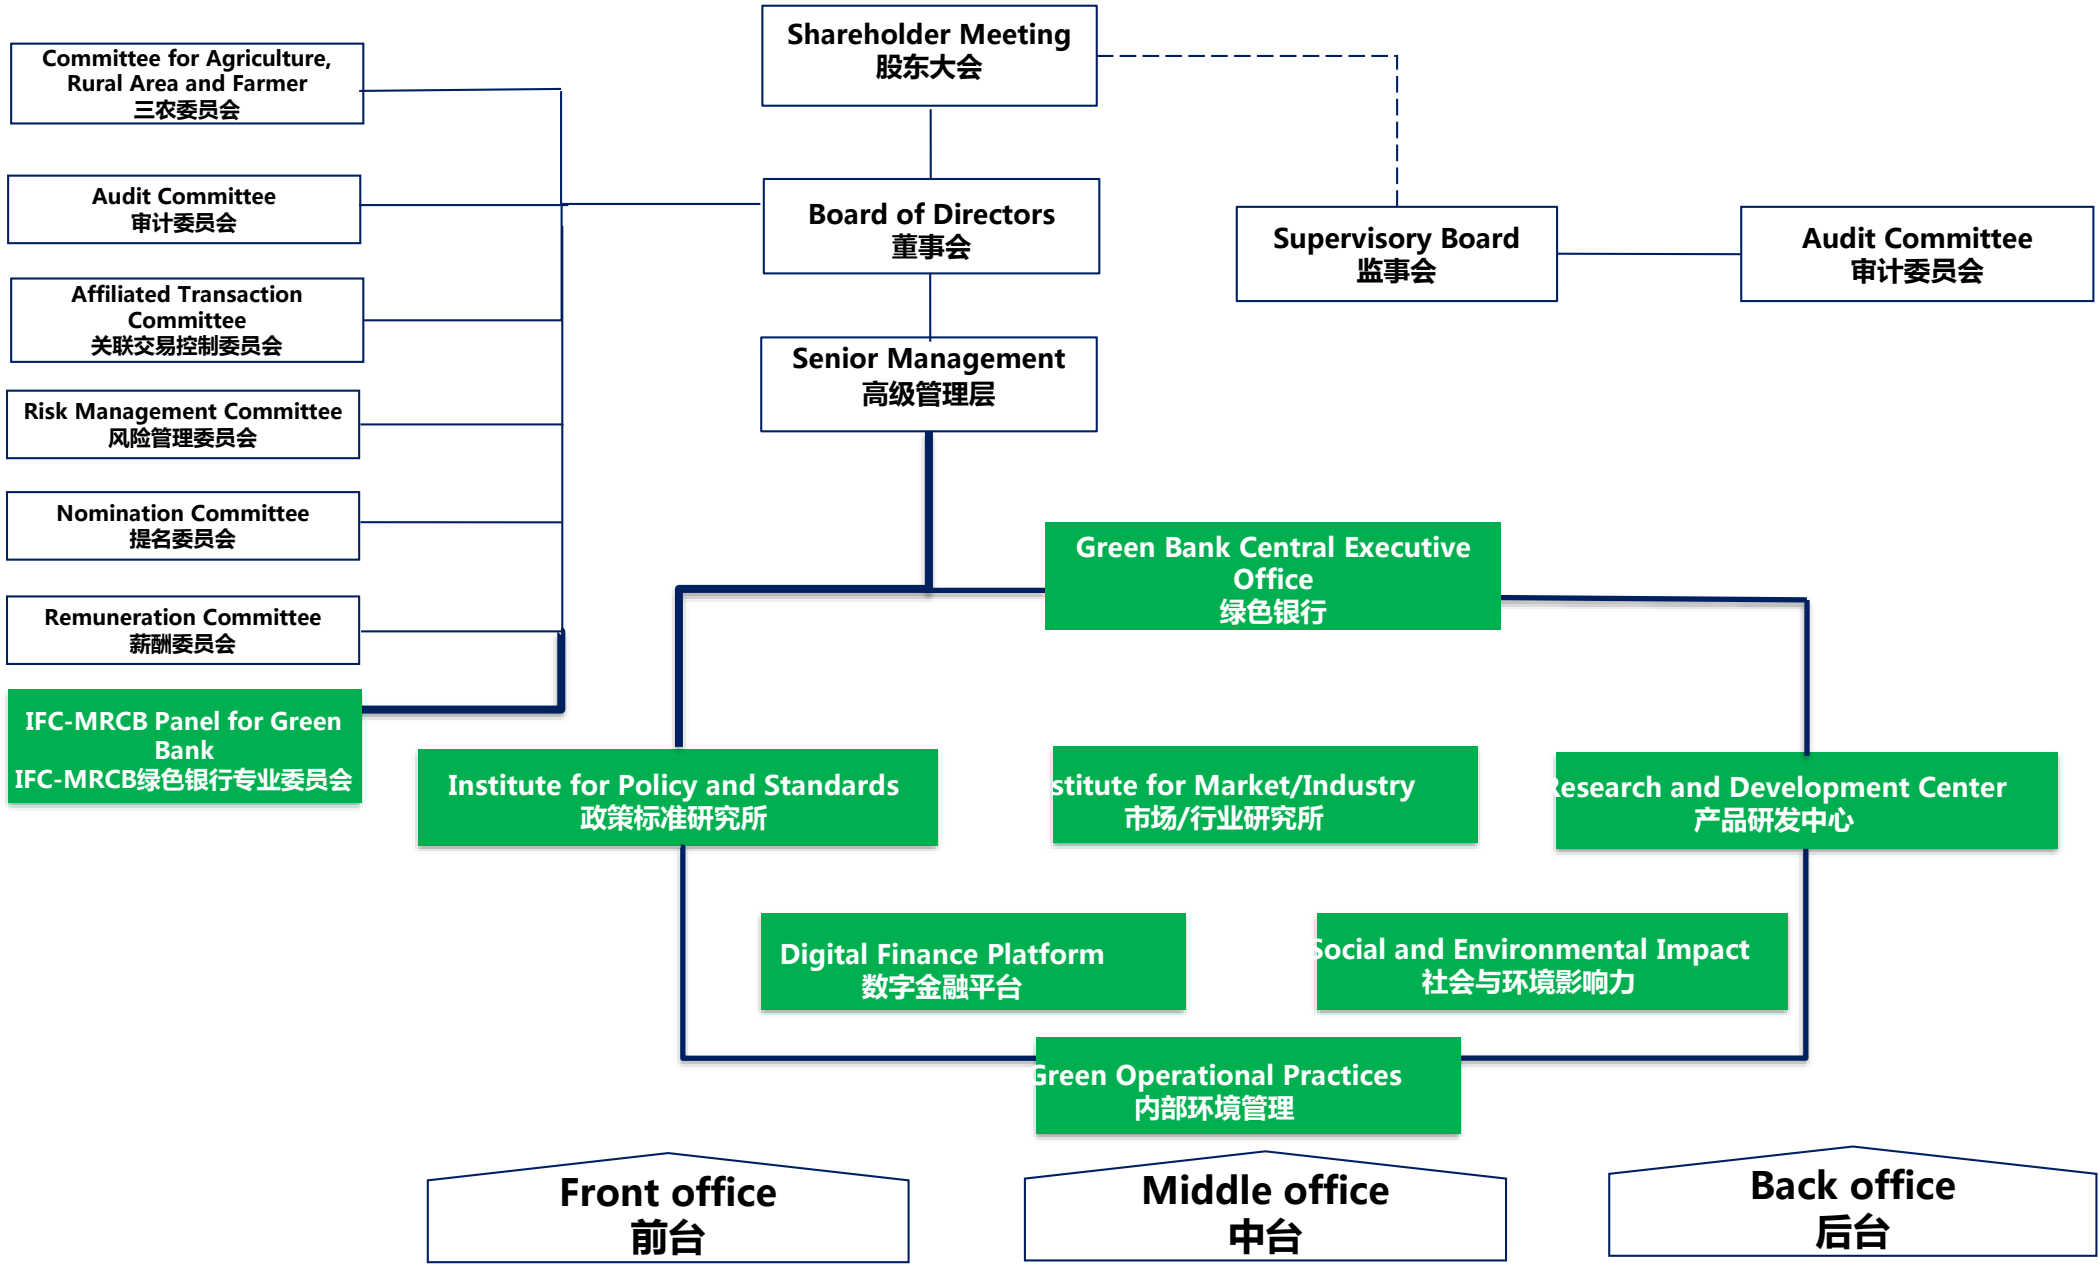 Shareholder Meeting
股东大会
Committee for Agriculture,
Rural Area and Farmer
三农委员会
Audit Committee
审计委员会
Board of Directors
董事会
Supervisory Board
监事会
Audit Committee
审计委员会
Affiliated Transaction
Committee
关联交易控制委员会
Senior Management
高级管理层
Risk Management Committee
风险管理委员会
Nomination Committee
提名委员会
Green Bank Central Executive
Office
绿色银行
Remuneration Committee
薪酬委员会
IFC-MRCB Panel for Green
Bank
IFC-MRCB绿色银行专业委员会
Institute for Policy and Standards
政策标准研究所
stitute for Market/Industry
市场/行业研究所
Research and Development Center
产品研发中心
Digital Finance Platform
数字金融平台
Social and Environmental Impact
社会与环境影响力
Green Operational Practices
内部环境管理
Front office
前台
Middle office
中台
Back office
后台